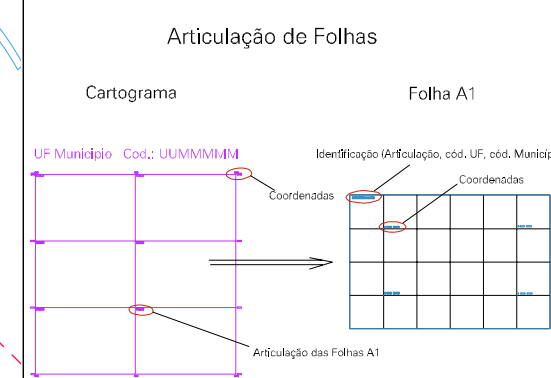 Articulação de Folhas
Cartograma
Folha A1
UF Municipio Cod.: UUMMMMM
Identificação (Articulação, cód. UF, cód. Municíp
Coordenadas
Coordenadas
Articulação das Folhas A1